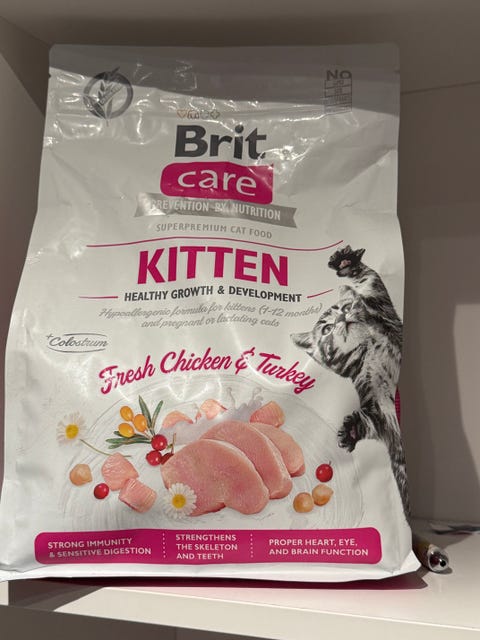 NO
Brit
care
PREVENTION BY NUTRITION
SUPERPREMIUM CAT FOOD
KITTEN
HEALTHY GROWTH & DEVELOPMENT
Hypoallergenic formula for kittens (1-12 months)
and pregnant or lactating cats
+Colostrum
Fresh Chicken & Turkey
STRONG IMMUNITY
& SENSITIVE DIGESTION
STRENGTHENS
THE SKELETON
AND TEETH
PROPER HEART, EYE,
AND BRAIN FUNCTION